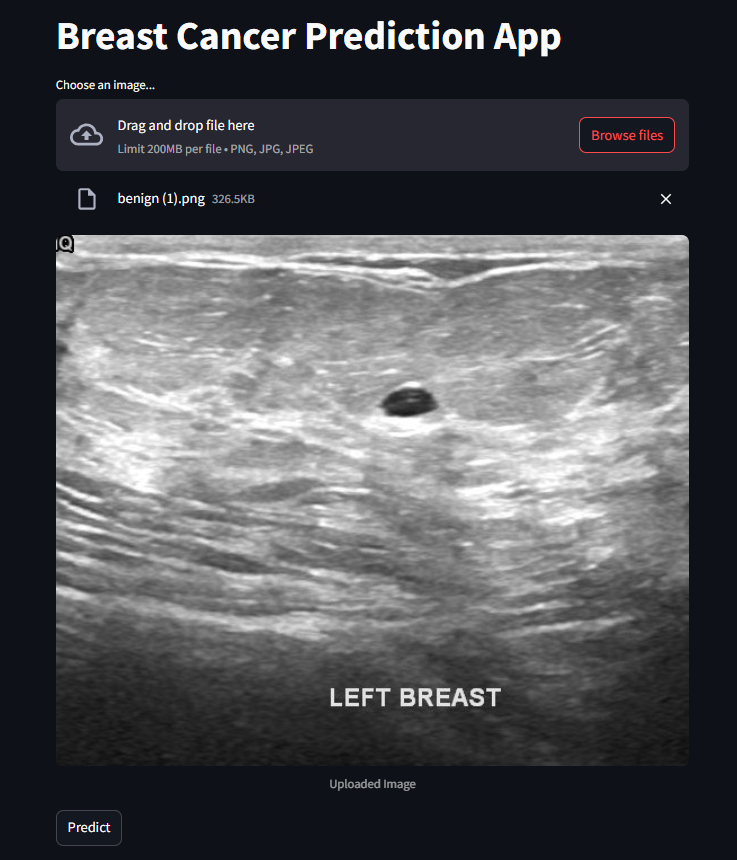 Breast Cancer Prediction App
Choose an image...
Drag and drop file here
Browse files
Limit 200MB per file • PNG, JPG, JPEG
benign (1).png 326.5KB
Q
LEFT BREAST
Uploaded Image
Predict